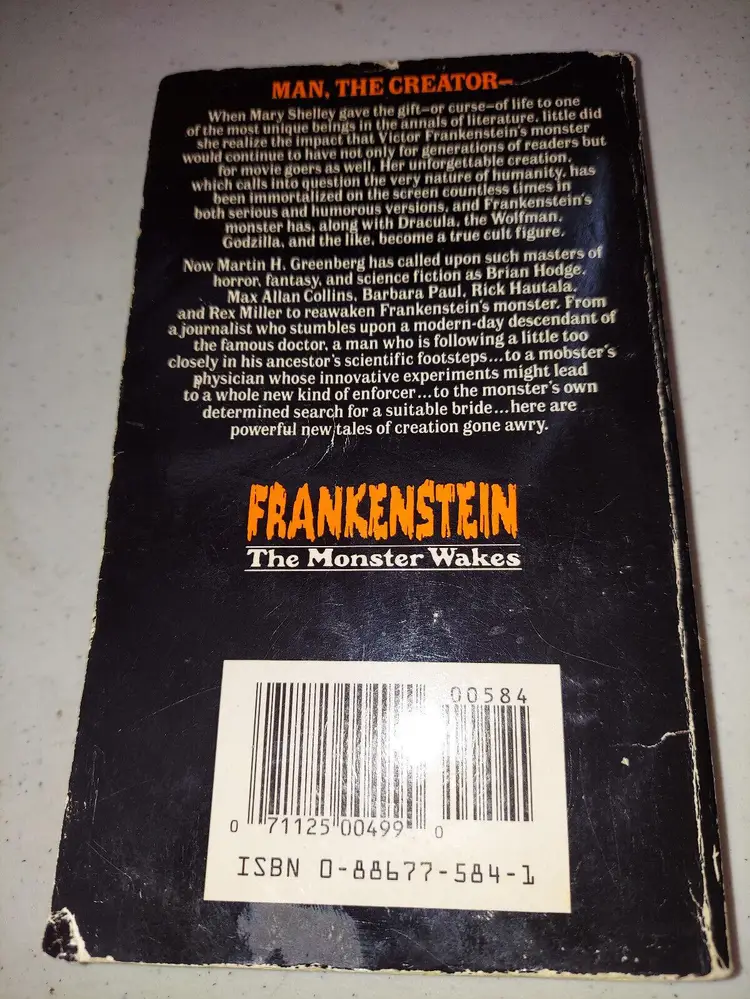 MAN, THE CREATOR—
When Mary Shelley gave the gift—or curse—of life to one
of the most unique beings in the annals of literature, little did
she realize the impact that Victor Frankenstein's monster
would continue to have not only for generations of readers but
for movie goers as well. Her unforgettable creation,
which calls into question the very nature of humanity, has
been immortalized on the screen countless times in
both serious and humorous versions, and Frankenstein's
monster has, along with Dracula, the Wolfman,
Godzilla, and the like, become a true cult figure.
Now Martin H. Greenberg has called upon such masters of
horror, fantasy, and science fiction as Brian Hodge,
Max Allan Collins, Barbara Paul, Rick Hautala,
and Rex Miller to reawaken Frankenstein's monster. From
a journalist who stumbles upon a modern-day descendant of
the famous doctor, a man who is following a little too
closely in his ancestor's scientific footsteps...to a mobster's
physician whose innovative experiments might lead
to a whole new kind of enforcer...to the monster's own
determined search for a suitable bride...here are
powerful new tales of creation gone awry.
FRANKENSTEIN
The Monster Wakes
00584
0 71125 00499 0
ISBN 0-88677-584-1